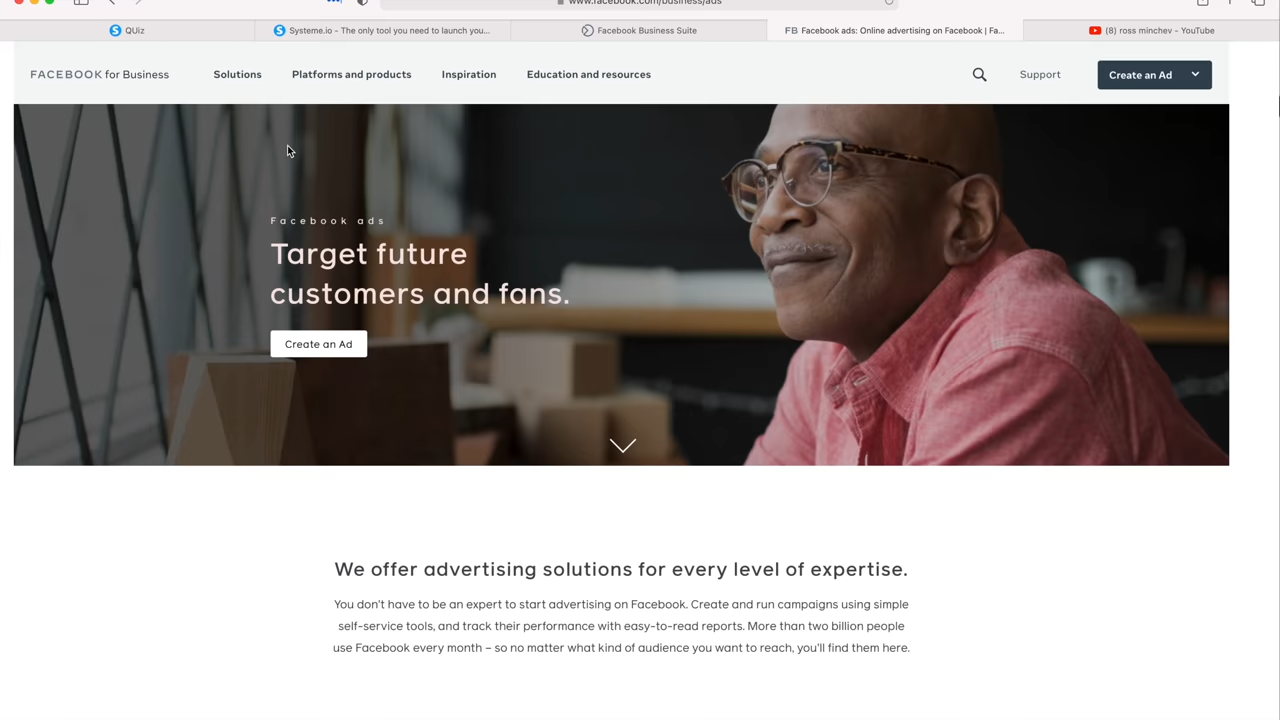 www.facebook.com/business/ads
QUiz
Systeme.io - The only tool you need to launch you...
Facebook Business Suite
FB Facebook ads: Online advertising on Facebook | Fa...
(8) ross minchev - YouTube
FACEBOOK for Business
Solutions
Platforms and products
Inspiration
Education and resources
Support
Create an Ad
Facebook ads
Target future
customers and fans.
Create an Ad
We offer advertising solutions for every level of expertise.
You don't have to be an expert to start advertising on Facebook. Create and run campaigns using simple
self-service tools, and track their performance with easy-to-read reports. More than two billion people
use Facebook every month – so no matter what kind of audience you want to reach, you'll find them here.